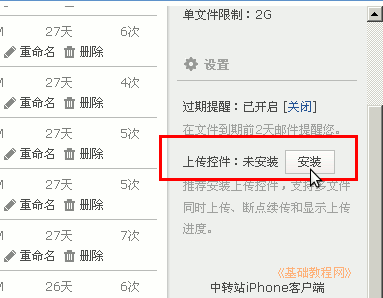 M 27天 6次
重命名 删除
M 27天 4次
重命名 删除
M 27天 5次
重命名 删除
M 27天 5次
重命名 删除
M 27天 7次
重命名 删除
M 26天 6次
单文件限制：2G
设置
过期提醒：已开启 [关闭]
在文件到期前2天邮件提醒您。
上传控件：未安装 安装
推荐安装上传控件，支持多文件
同时上传、断点续传和显示上传
进度。
《基础教程网》
中转站iPhone客户端